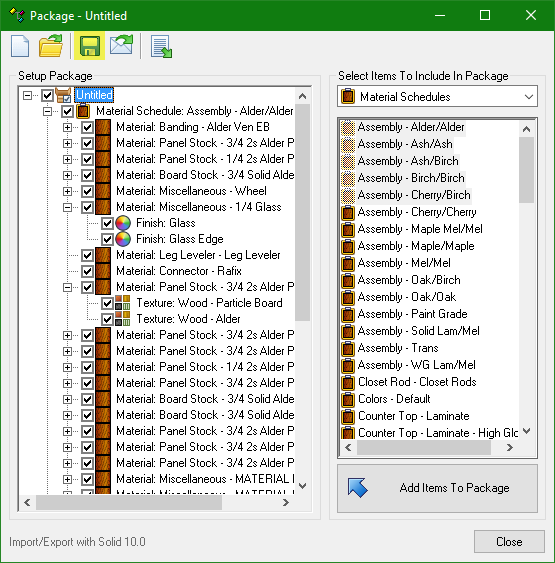 Package - Untitled
Setup Package
Untitled
Material Schedule: Assembly - Alder/Alder
Material: Banding - Alder Ven EB
Material: Panel Stock - 3/4 2s Alder P
Material: Panel Stock - 1/4 2s Alder P
Material: Board Stock - 3/4 Solid Alde
Material: Miscellaneous - Wheel
Material: Miscellaneous - 1/4 Glass
Finish: Glass
Finish: Glass Edge
Material: Leg Leveler - Leg Leveler
Material: Connector - Rafix
Material: Panel Stock - 3/4 2s Alder P
Texture: Wood - Particle Board
Texture: Wood - Alder
Material: Panel Stock - 3/4 2s Alder P
Material: Panel Stock - 3/4 2s Alder P
Material: Panel Stock - 1/4 2s Alder P
Material: Panel Stock - 3/4 2s Alder P
Material: Board Stock - 3/4 Solid Alde
Material: Board Stock - 3/4 Solid Alde
Material: Panel Stock - 3/4 2s Alder P
Material: Panel Stock - 3/4 2s Alder P
Material: Panel Stock - 3/4 2s Alder P
Material: Miscellaneous - MATERIAL I
Material: Miscellaneous - MATERIAL
Import/Export with Solid 10.0
Select Items To Include In Package
Material Schedules
Assembly - Alder/Alder
Assembly - Ash/Ash
Assembly - Ash/Birch
Assembly - Birch/Birch
Assembly - Cherry/Birch
Assembly - Cherry/Cherry
Assembly - Maple Mel/Mel
Assembly - Maple/Maple
Assembly - Mel/Mel
Assembly - Oak/Birch
Assembly - Oak/Oak
Assembly - Paint Grade
Assembly - Solid Lam/Mel
Assembly - Trans
Assembly - WG Lam/Mel
Closet Rod - Closet Rods
Colors - Default
Counter Top - Laminate
Counter Top - Laminate - High Glo
Add Items To Package
Close